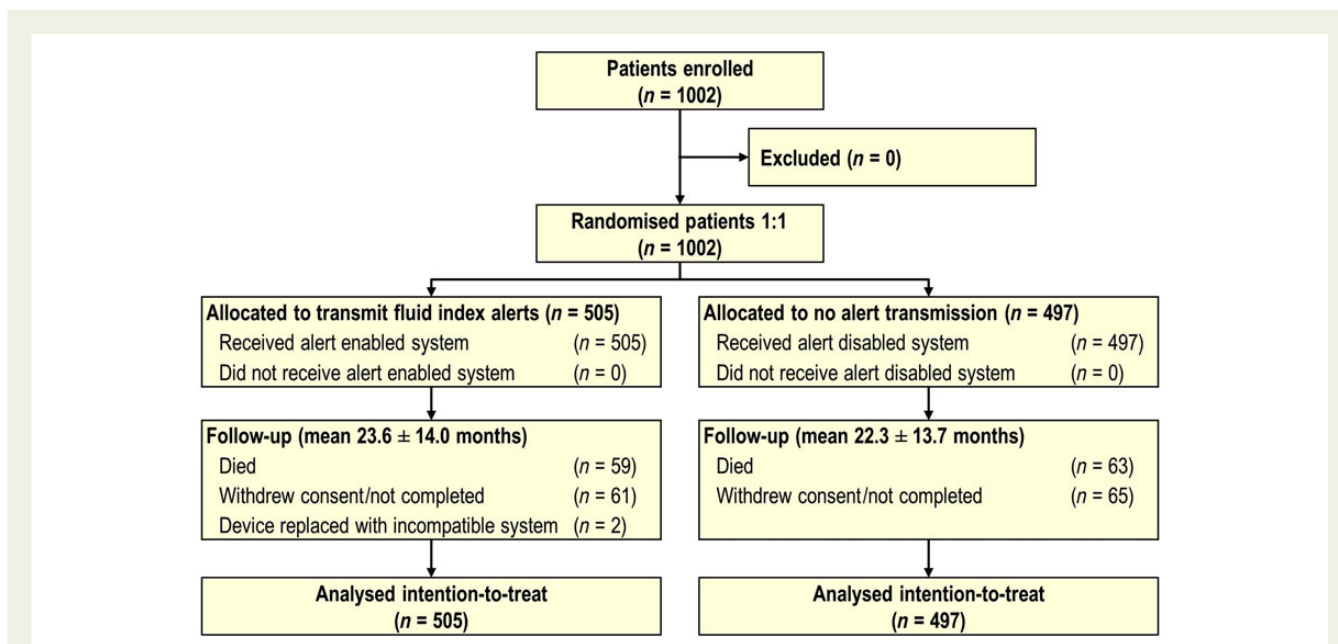 Patients enrolled
(n = 1002)
Excluded (n = 0)
Randomised patients 1:1
(n = 1002)
Allocated to transmit fluid index alerts (n = 505)
Received alert enabled system (n = 505)
Did not receive alert enabled system (n = 0)
Allocated to no alert transmission (n = 497)
Received alert disabled system (n = 497)
Did not receive alert disabled system (n = 0)
Follow-up (mean 23.6 ± 14.0 months)
Died (n = 59)
Withdrew consent/not completed (n = 61)
Device replaced with incompatible system (n = 2)
Follow-up (mean 22.3 ± 13.7 months)
Died (n = 63)
Withdrew consent/not completed (n = 65)
Analysed intention-to-treat
(n = 505)
Analysed intention-to-treat
(n = 497)